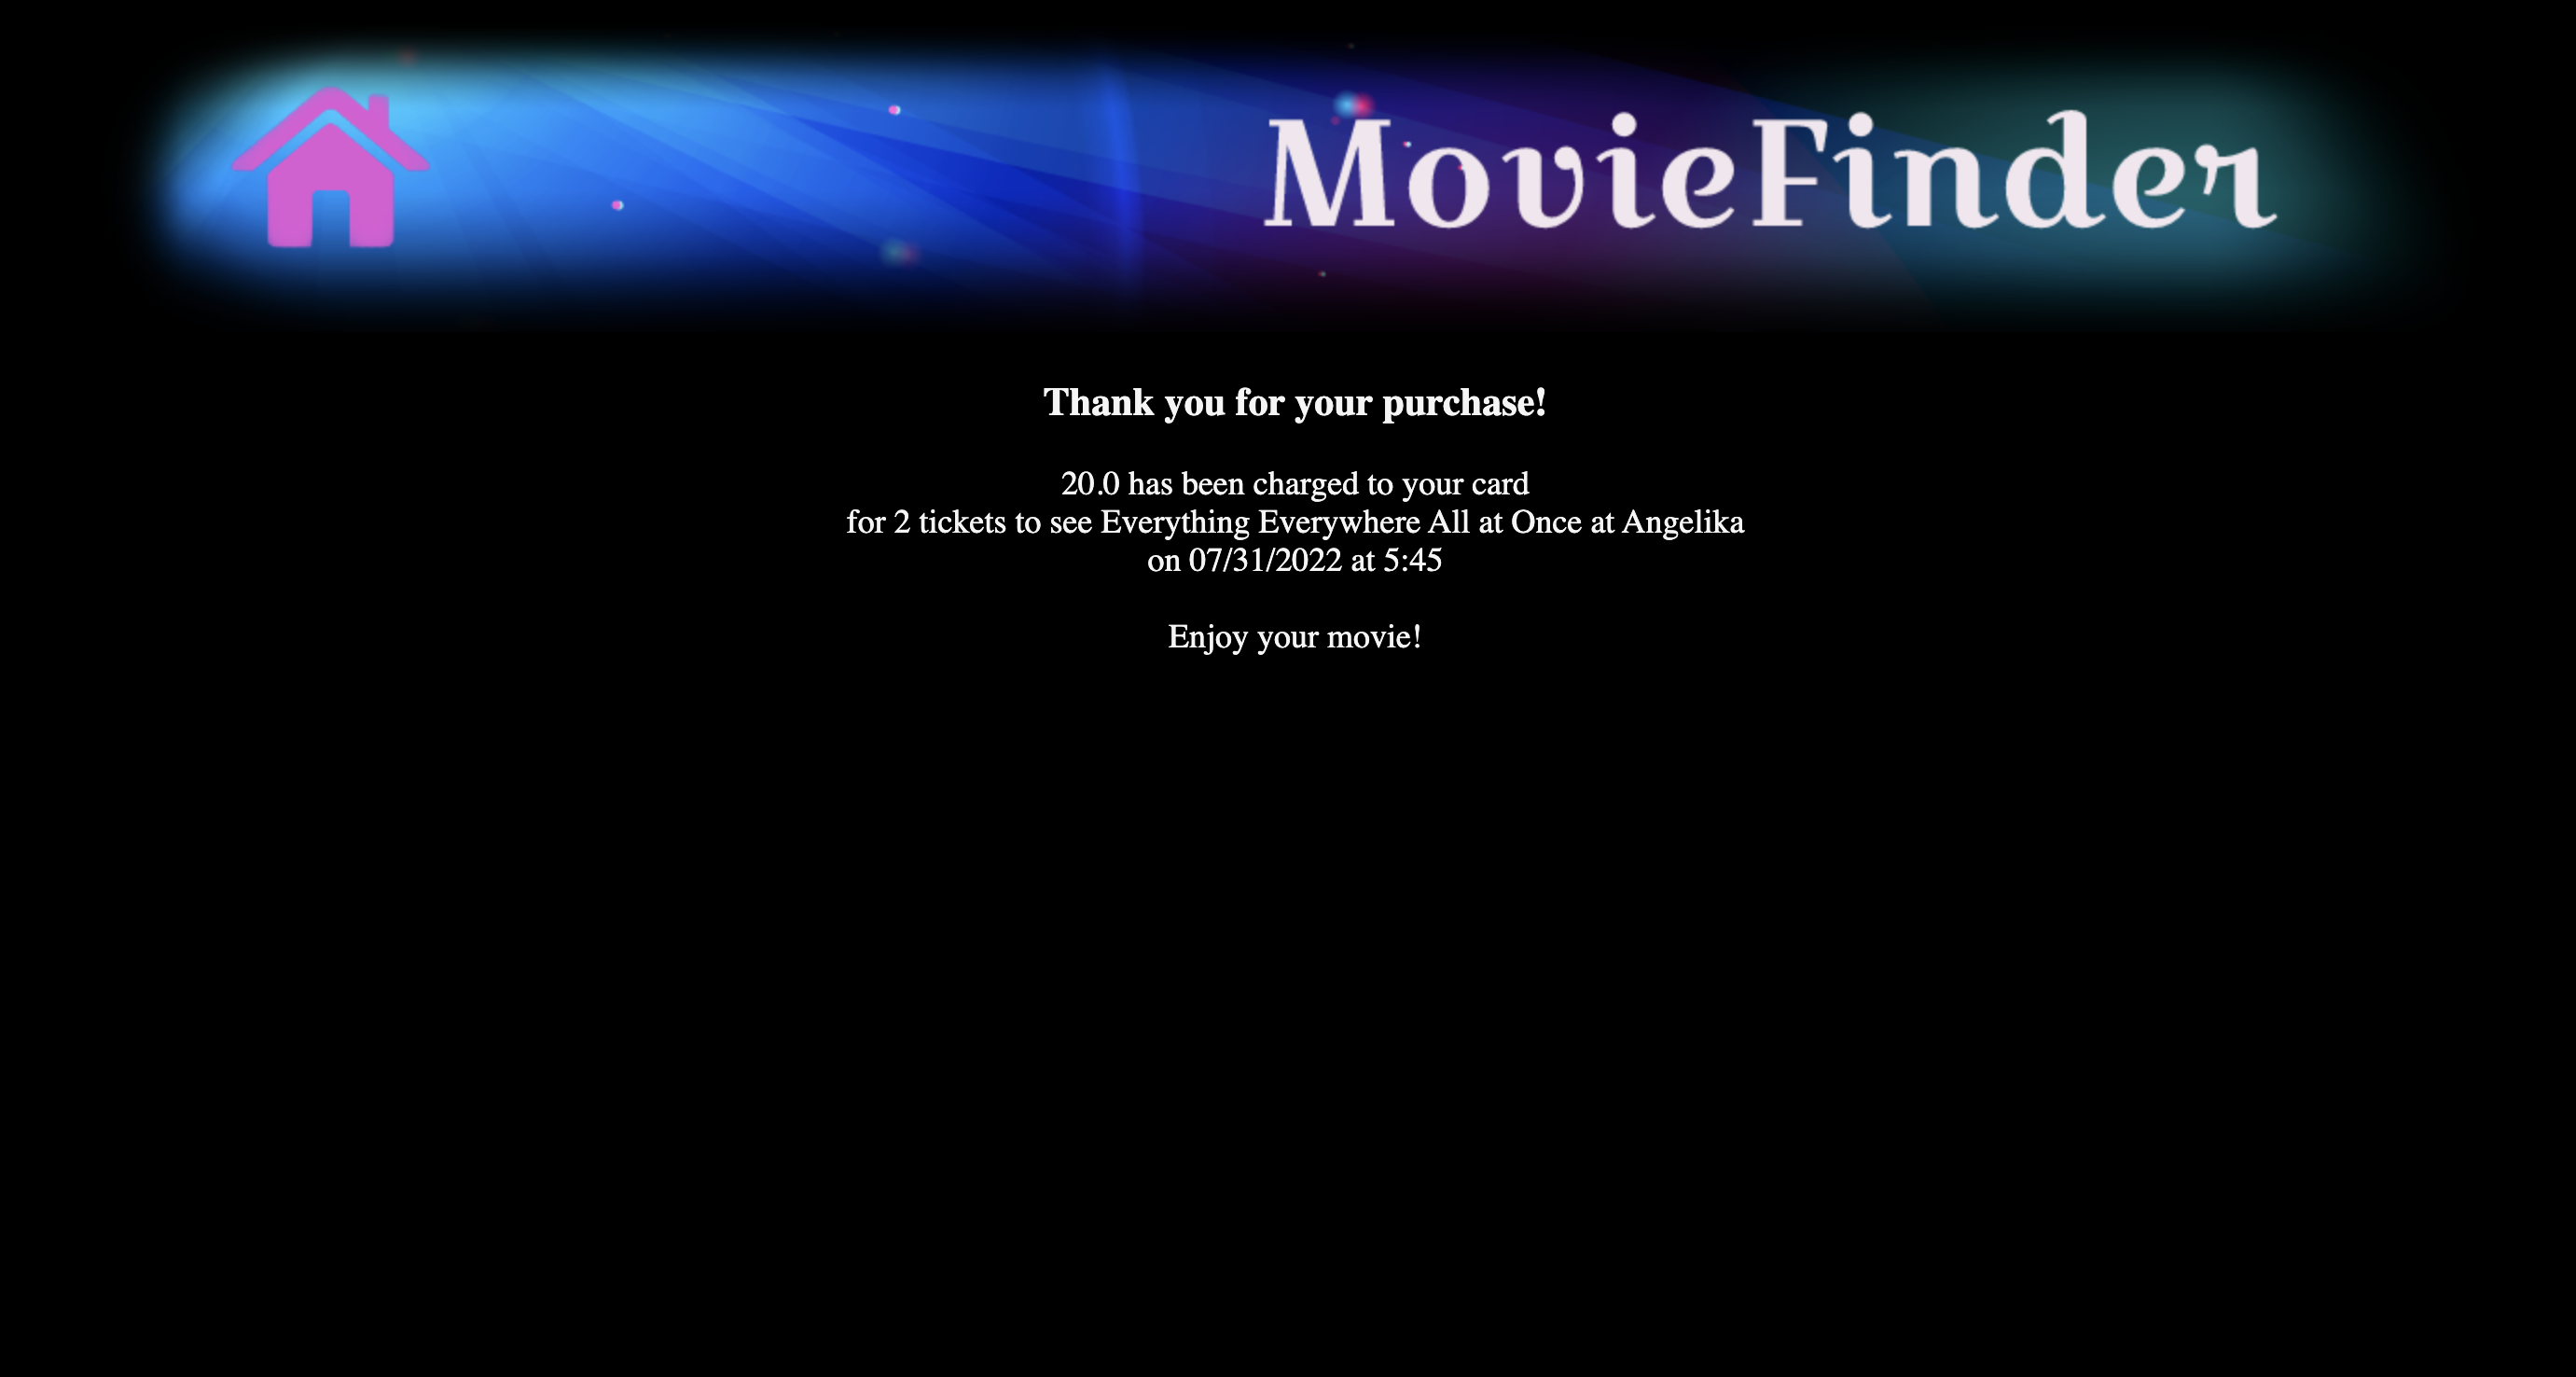 MovieFinder
Thank you for your purchase!
20.0 has been charged to your card
for 2 tickets to see Everything Everywhere All at Once at Angelika
on 07/31/2022 at 5:45
Enjoy your movie!